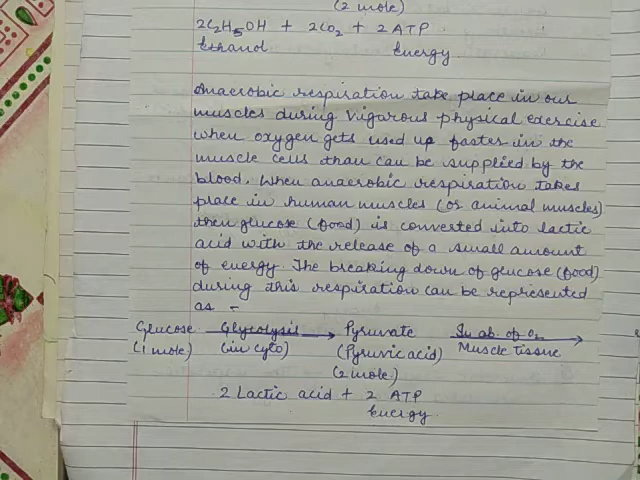 (2 mole)
2C2H5OH + 2CO2 + 2 ATP
Ethanol energy
Anaerobic respiration take place in our
muscles during vigarous physical exercise
when oxygen gets used up faster in the
muscle cells than can be supplied by the
blood. When anaerobic respiration takes
place in human muscles (or animal muscles)
then glucose (food) is converted into lactic
acid with the release of a small amount
of energy. The breaking down of glucose (food)
during this respiration can be represented
as -
Glucose Glycolysis → Pyruvate In ab. of O2 →
(1 mole) (in cyto) (Pyruvic acid) Muscle tissue
(2 mole)
2 Lactic acid + 2 ATP
energy